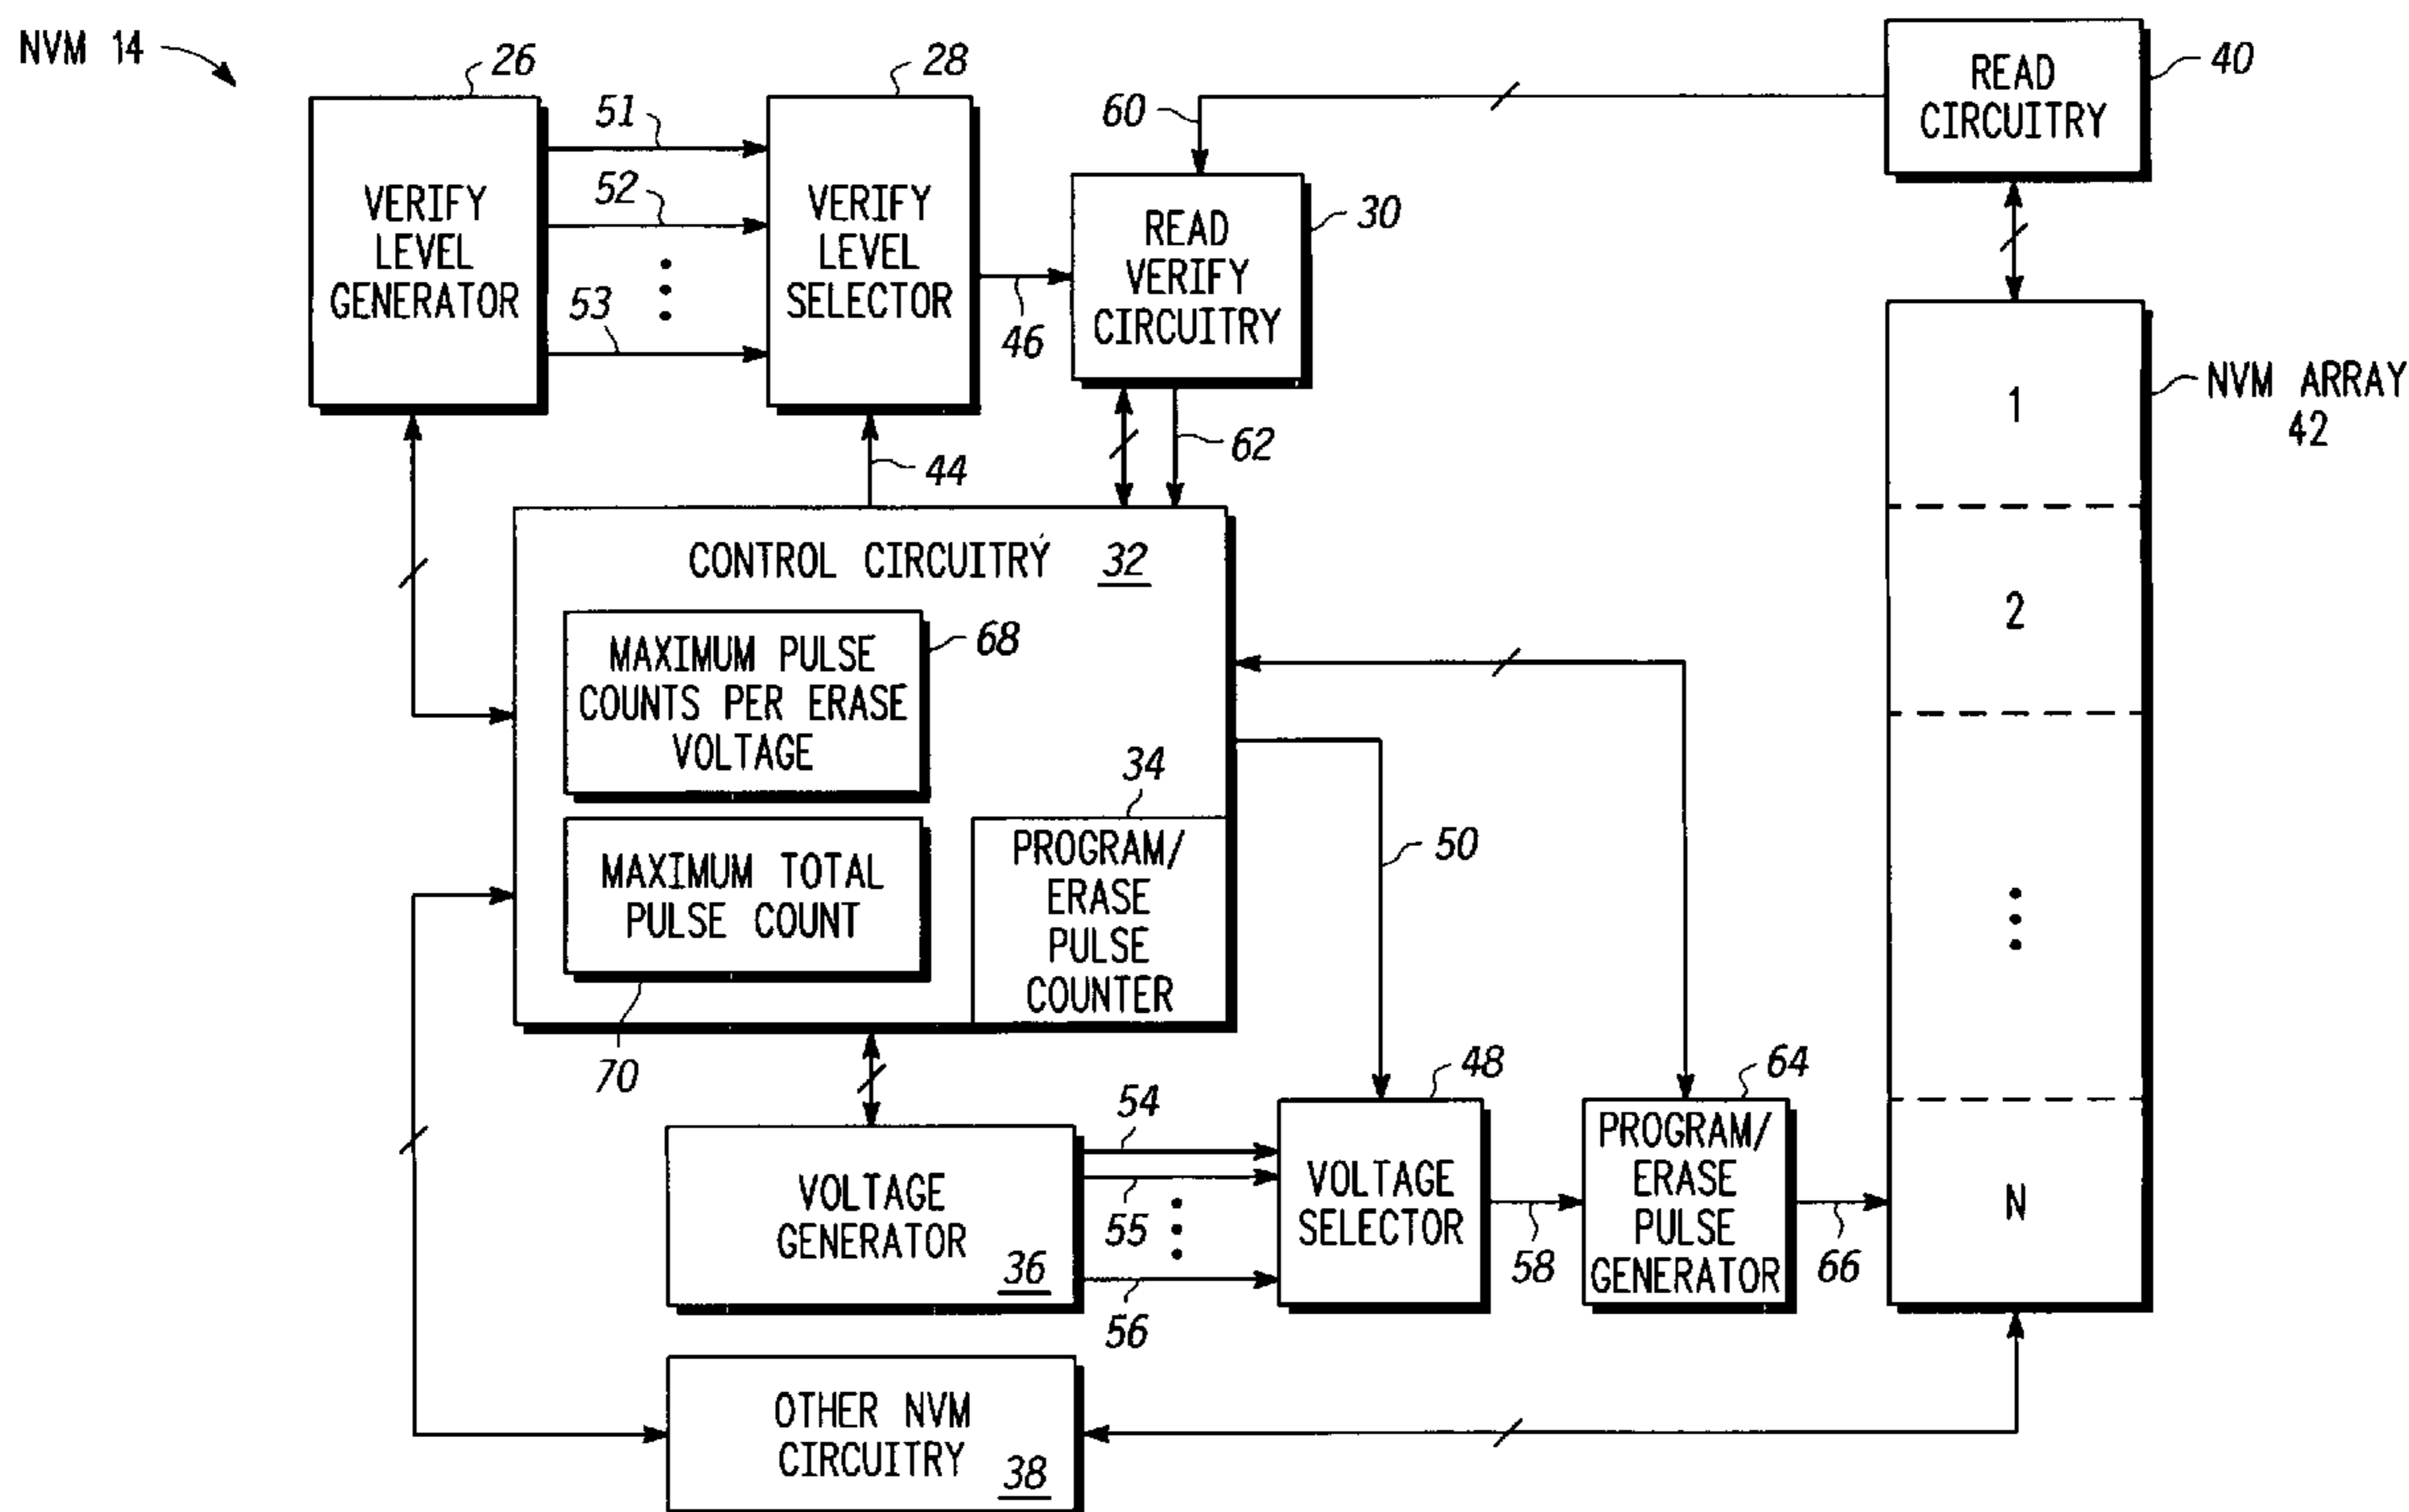 NVM 14
26
28
40
READ
CIRCUITRY
51
52
53
60
VERIFY
LEVEL
GENERATOR
VERIFY
LEVEL
SELECTOR
READ
VERIFY
CIRCUITRY
30
46
NVM ARRAY
42
44
62
1
2
N
CONTROL CIRCUITRY 32
MAXIMUM PULSE
COUNTS PER ERASE
VOLTAGE
68
34
MAXIMUM TOTAL
PULSE COUNT
PROGRAM/
ERASE
PULSE
COUNTER
50
70
VOLTAGE
GENERATOR
36
54
55
56
48
VOLTAGE
SELECTOR
58
64
PROGRAM/
ERASE
PULSE
GENERATOR
66
OTHER NVM
CIRCUITRY
38